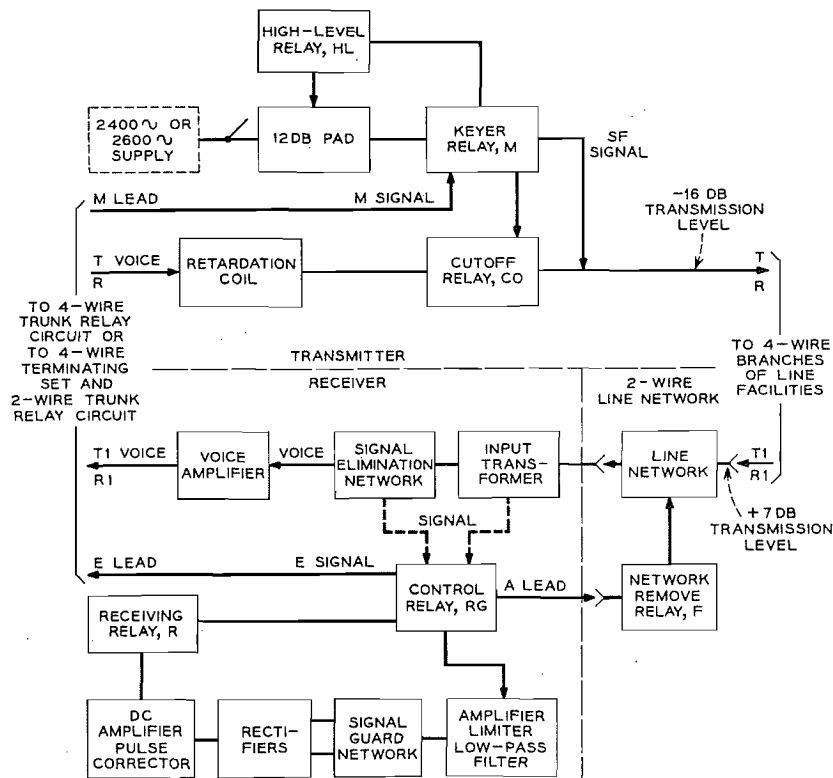 HIGH-LEVEL
RELAY, HL
2400~ OR
2600~
SUPPLY
12DB PAD
KEYER
RELAY, M
SF
SIGNAL
M LEAD
M SIGNAL
-16 DB
TRANSMISSION
LEVEL
T VOICE
R
RETARDATION
COIL
CUTOFF
RELAY, CO
T
R
TO 4-WIRE
TRUNK RELAY
CIRCUIT OR
TO 4-WIRE
TERMINATING
SET AND
2-WIRE TRUNK
RELAY CIRCUIT
TRANSMITTER
RECEIVER
2-WIRE
LINE NETWORK
TO 4-WIRE
BRANCHES
OF LINE
FACILITIES
T1 VOICE
R1
VOICE
AMPLIFIER
VOICE
SIGNAL
ELIMINATION
NETWORK
INPUT
TRANS-
FORMER
LINE
NETWORK
T1
R1
+7 DB
TRANSMISSION
LEVEL
SIGNAL
E LEAD
E SIGNAL
CONTROL
RELAY, RG
A LEAD
NETWORK
REMOVE
RELAY, F
RECEIVING
RELAY, R
DC
AMPLIFIER
PULSE
CORRECTOR
RECTI-
FIERS
SIGNAL
GUARD
NETWORK
AMPLIFIER
LIMITER
LOW-PASS
FILTER